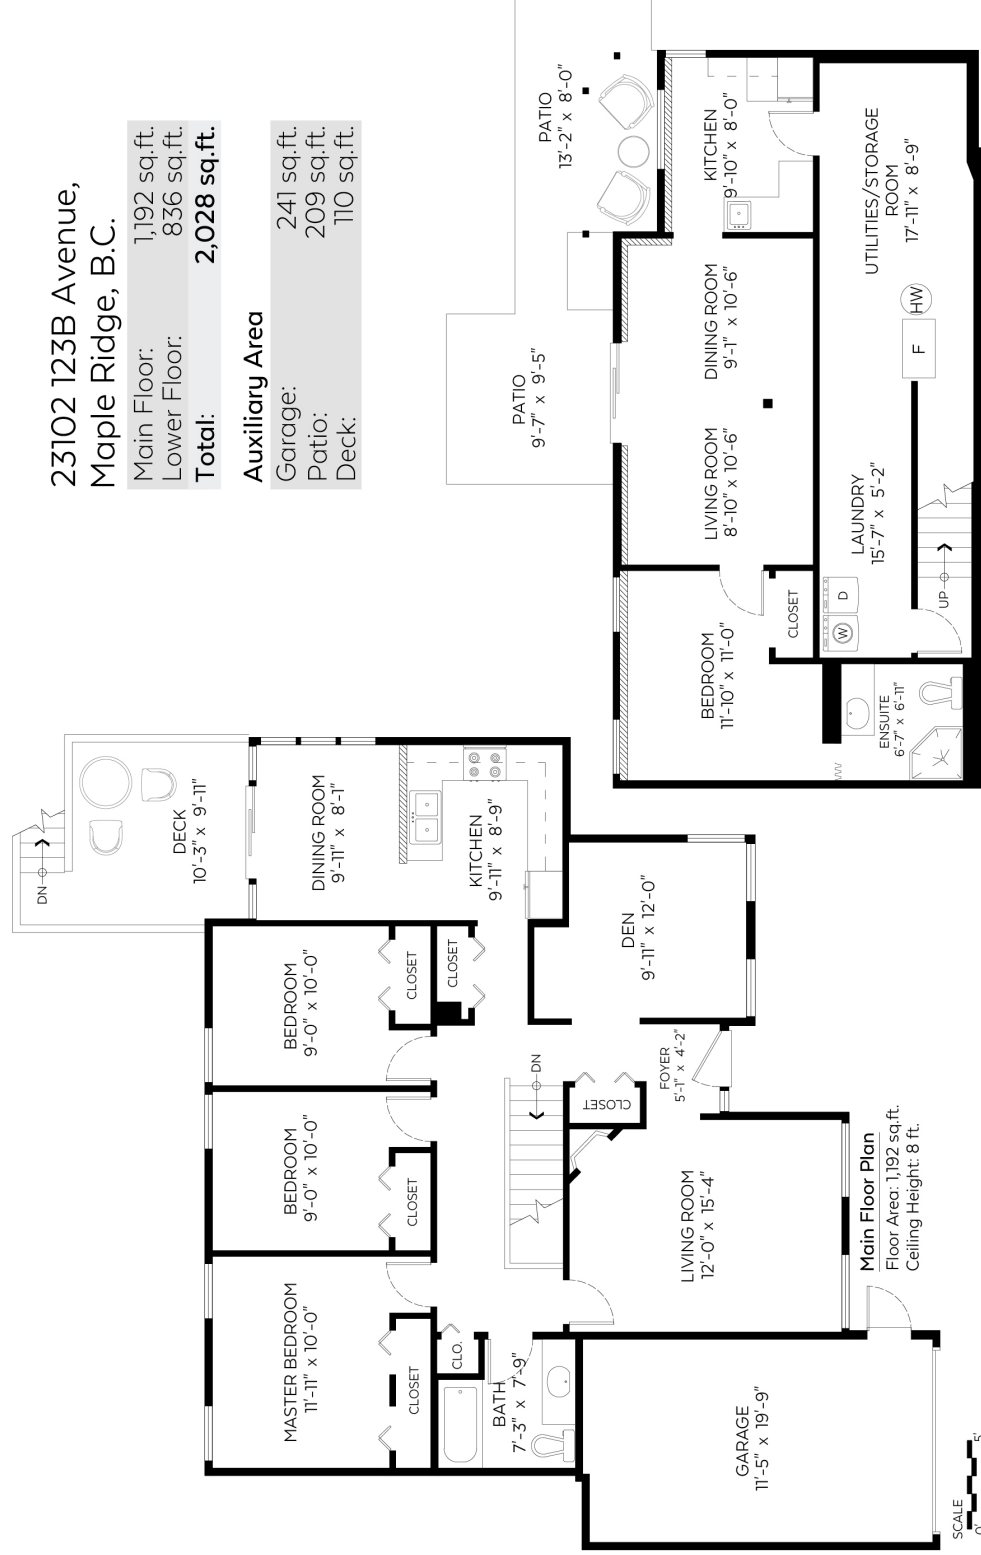 23102 123B Avenue,
Maple Ridge, B.C.
Main Floor: 1,192 sq.ft.
Lower Floor: 836 sq.ft.
Total: 2,028 sq.ft.
Auxiliary Area
Garage: 241 sq.ft.
Patio: 209 sq.ft.
Deck: 110 sq.ft.
PATIO
13'-2" x 8'-0"
PATIO
9'-7" x 9'-5"
KITCHEN
9'-10" x 8'-0"
DINING ROOM
9'-1" x 10'-6"
LIVING ROOM
8'-10" x 10'-6"
BEDROOM
11'-10" x 11'-0"
CLOSET
UTILITIES/STORAGE
ROOM
17'-11" x 8'-9"
HW
F
LAUNDRY
15'-7" x 5'-2"
D
W
UP
ENSUITE
6'-7" x 6'-11"
DN
DECK
10'-3" x 9'-11"
DINING ROOM
9'-11" x 8'-1"
KITCHEN
9'-11" x 8'-9"
DEN
9'-11" x 12'-0"
BEDROOM
9'-0" x 10'-0"
CLOSET
CLOSET
BEDROOM
9'-0" x 10'-0"
CLOSET
DN
CLOSET
FOYER
5'-1" x 4'-2"
MASTER BEDROOM
11'-11" x 10'-0"
CLOSET
CLO.
BATH
7'-3" x 7'-9"
LIVING ROOM
12'-0" x 15'-4"
GARAGE
11'-5" x 19'-9"
Main Floor Plan
Floor Area: 1,192 sq.ft.
Ceiling Height: 8 ft.
SCALE
0' 5'